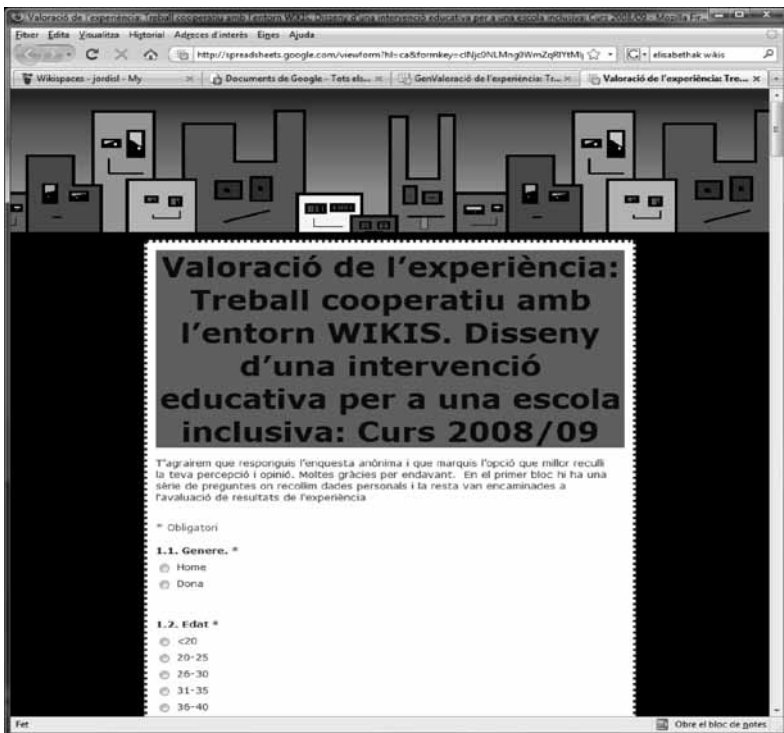 Valoració de l'experiència: Treball cooperatiu amb l'entorn WIKIS. Disseny d'una intervenció educativa per a una escola inclusiva: Curs 2008/09 - Mozilla Fir...
Fitxer Edita Visualitza Historial Adreces d'interès Eines Ajuda
http://spreadsheets.google.com/viewform?hl=ca&formkey= elisabethak wikis
Wikispaces - jordisl - My Documents de Google - Tots els... GenValoració de l'experiència: Tr... Valoració de l'experiència: Tre...
Valoració de l'experiència:
Treball cooperatiu amb
l'entorn WIKIS. Disseny
d'una intervenció
educativa per a una escola
inclusiva: Curs 2008/09
T'agrairem que responguis l'enquesta anònima i que marquis l'opció que millor reculli
la teva percepció i opinió. Moltes gràcies per endavant. En el primer bloc hi ha una
sèrie de preguntes on recollim dades personals i la resta van encaminades a
l'avaluació de resultats de l'experiència
* Obligatori
1.1. Genere. *
Home
Dona
1.2. Edat *
<20
20-25
26-30
31-35
36-40
Fet Obre el bloc de notes